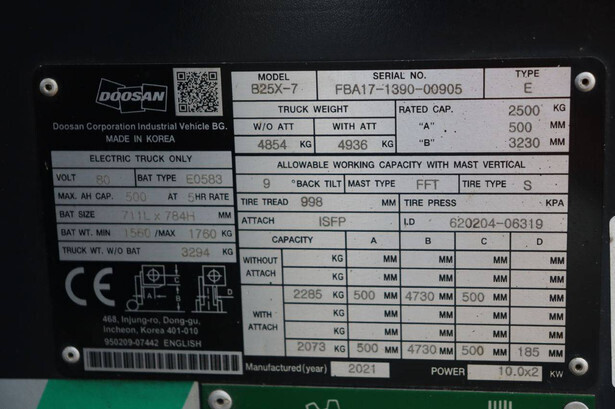 DOOSAN
Doosan Corporation Industrial Vehicle BG.
MADE IN KOREA
ELECTRIC TRUCK ONLY
VOLT 80 BAT TYPE E0583
MAX. AH CAP. 500 AT 5HR RATE
BAT SIZE 711L x 784H MM
BAT WT. MIN 1560 /MAX 1760 KG
TRUCK WT. W/O BAT 3294 KG
C
A B D
CE
468, Injung-ro, Dong-gu,
Incheon, Korea 401-010
950209-07442 ENGLISH
MODEL SERIAL NO. TYPE
B25X-7 FBA17-1390-00905 E
TRUCK WEIGHT RATED CAP. 2500 KG
W/O ATT WITH ATT "A" 500 MM
4854 KG 4936 KG "B" 3230 MM
ALLOWABLE WORKING CAPACITY WITH MAST VERTICAL
9 °BACK TILT MAST TYPE FFT TIRE TYPE S
TIRE TREAD 998 MM TIRE PRESS KPA
ATTACH ISFP LD 620204-06319
CAPACITY A B C D
WITHOUT ATTACH KG MM MM MM MM
KG MM MM MM MM
WITH ATTACH 2285 KG 500 MM 4730 MM 500 MM MM
KG MM MM MM MM
2073 KG 500 MM 4730 MM 500 MM 185 MM
Manufactured (year) 2021 POWER 10.0x2 KW